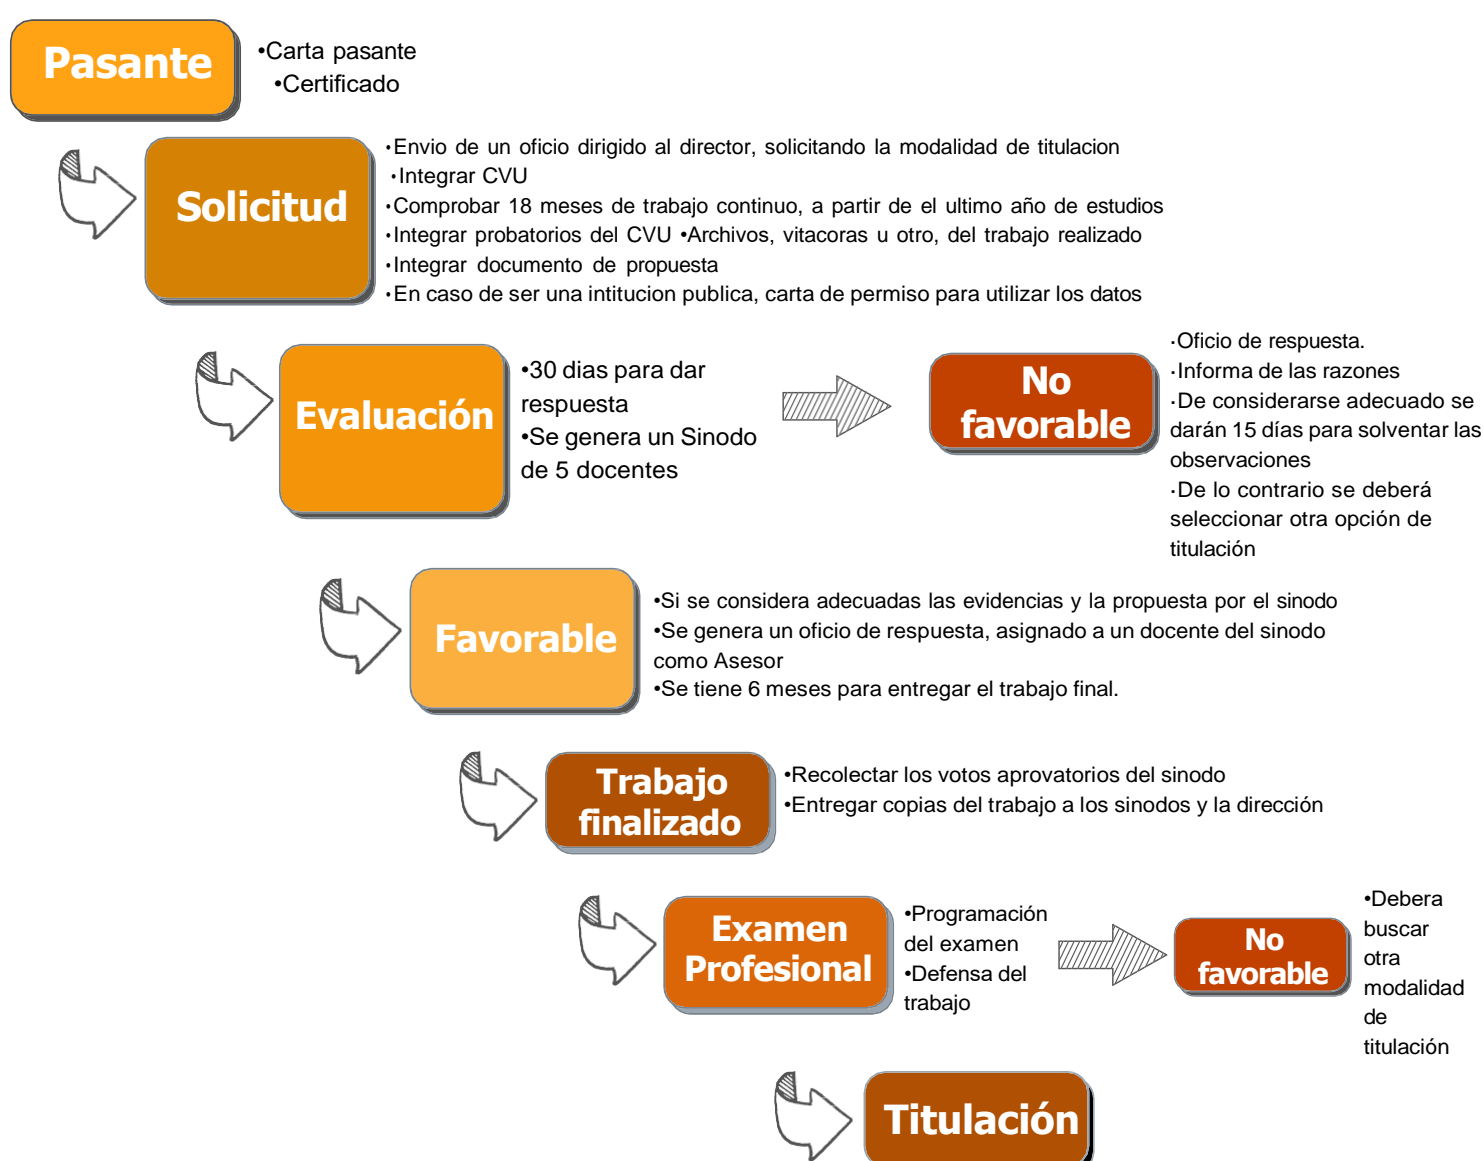 Pasante
•Carta pasante
•Certificado
Solicitud
•Envio de un oficio dirigido al director, solicitando la modalidad de titulacion
•Integrar CVU
•Comprobar 18 meses de trabajo continuo, a partir de el ultimo año de estudios
•Integrar probatorios del CVU •Archivos, vitacoras u otro, del trabajo realizado
•Integrar documento de propuesta
•En caso de ser una intitucion publica, carta de permiso para utilizar los datos
Evaluación
•30 dias para dar
respuesta
•Se genera un Sinodo
de 5 docentes
No
favorable
·Oficio de respuesta.
·Informa de las razones
·De considerarse adecuado se
darán 15 días para solventar las
observaciones
·De lo contrario se deberá
seleccionar otra opción de
titulación
Favorable
•Si se considera adecuadas las evidencias y la propuesta por el sinodo
•Se genera un oficio de respuesta, asignado a un docente del sinodo
como Asesor
•Se tiene 6 meses para entregar el trabajo final.
Trabajo
finalizado
•Recolectar los votos aprovatorios del sinodo
•Entregar copias del trabajo a los sinodos y la dirección
Examen
Profesional
•Programación
del examen
•Defensa del
trabajo
No
favorable
•Debera
buscar
otra
modalidad
de
titulación
Titulación